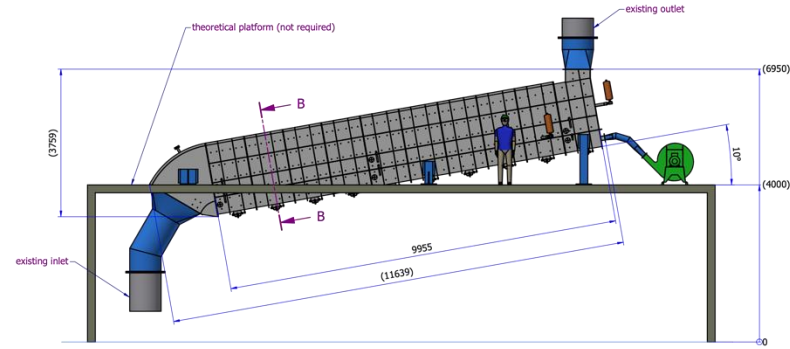 existing outlet
theoretical platform (not required)
(6950)
B
(3759)
10°
(4000)
B
9955
existing inlet
(11639)
0